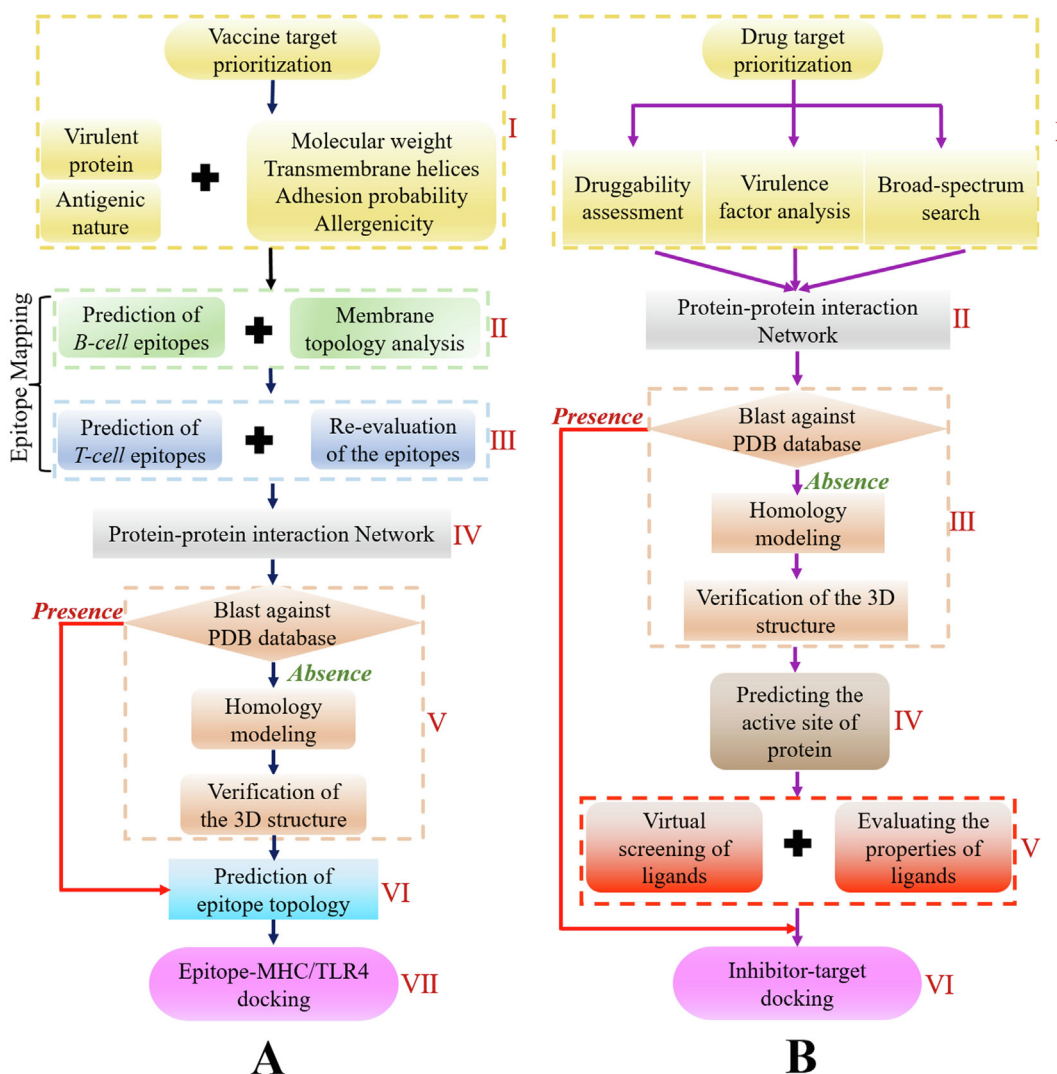 Vaccine target
prioritization
I
Virulent
protein
Antigenic
nature
Molecular weight
Transmembrane helices
Adhesion probability
Allergenicity
Epitope Mapping
Prediction of
B-cell epitopes
Membrane
topology analysis
II
Prediction of
T-cell epitopes
Re-evaluation
of the epitopes
III
Protein-protein interaction Network
IV
Presence
Blast against
PDB database
Absence
Homology
modeling
V
Verification of
the 3D structure
Prediction of
epitope topology
VI
Epitope-MHC/TLR4
docking
VII
A
Drug target
prioritization
Druggability
assessment
Virulence
factor analysis
Broad-spectrum
search
Protein-protein interaction
Network
II
Presence
Blast against
PDB database
Absence
Homology
modeling
III
Verification of the 3D
structure
Predicting the
active site of
protein
IV
Virtual
screening of
ligands
Evaluating the
properties of
ligands
V
Inhibitor-target
docking
VI
B